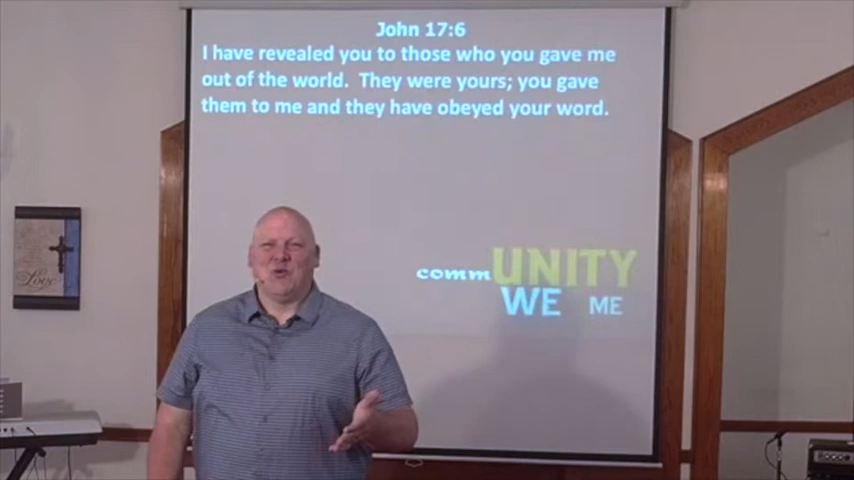 John 17:6
I have revealed you to those who you gave me
out of the world. They were yours; you gave
them to me and they have obeyed your word.
commUNITY
WE ME
Love